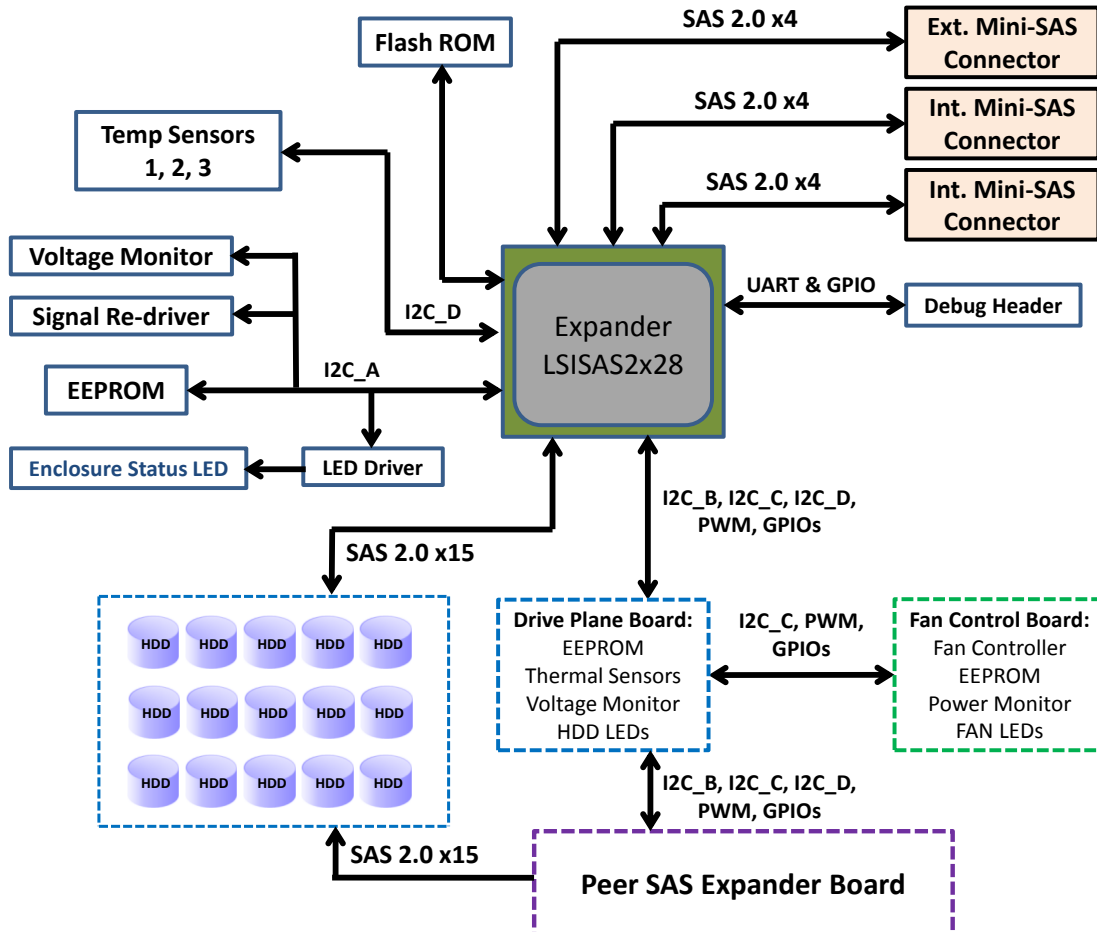 SAS 2.0 x4
Ext. Mini-SAS
Connector
Flash ROM
SAS 2.0 x4
Int. Mini-SAS
Connector
Temp Sensors
1, 2, 3
SAS 2.0 x4
Int. Mini-SAS
Connector
Voltage Monitor
Signal Re-driver
I2C_D
Expander
LSISAS2x28
UART & GPIO
Debug Header
EEPROM
I2C_A
Enclosure Status LED
LED Driver
I2C_B, I2C_C, I2C_D,
PWM, GPIOs
SAS 2.0 x15
HDD HDD HDD HDD HDD
HDD HDD HDD HDD HDD
HDD HDD HDD HDD HDD
Drive Plane Board:
EEPROM
Thermal Sensors
Voltage Monitor
HDD LEDs
I2C_C, PWM,
GPIOs
Fan Control Board:
Fan Controller
EEPROM
Power Monitor
FAN LEDs
I2C_B, I2C_C, I2C_D,
PWM, GPIOs
SAS 2.0 x15
Peer SAS Expander Board